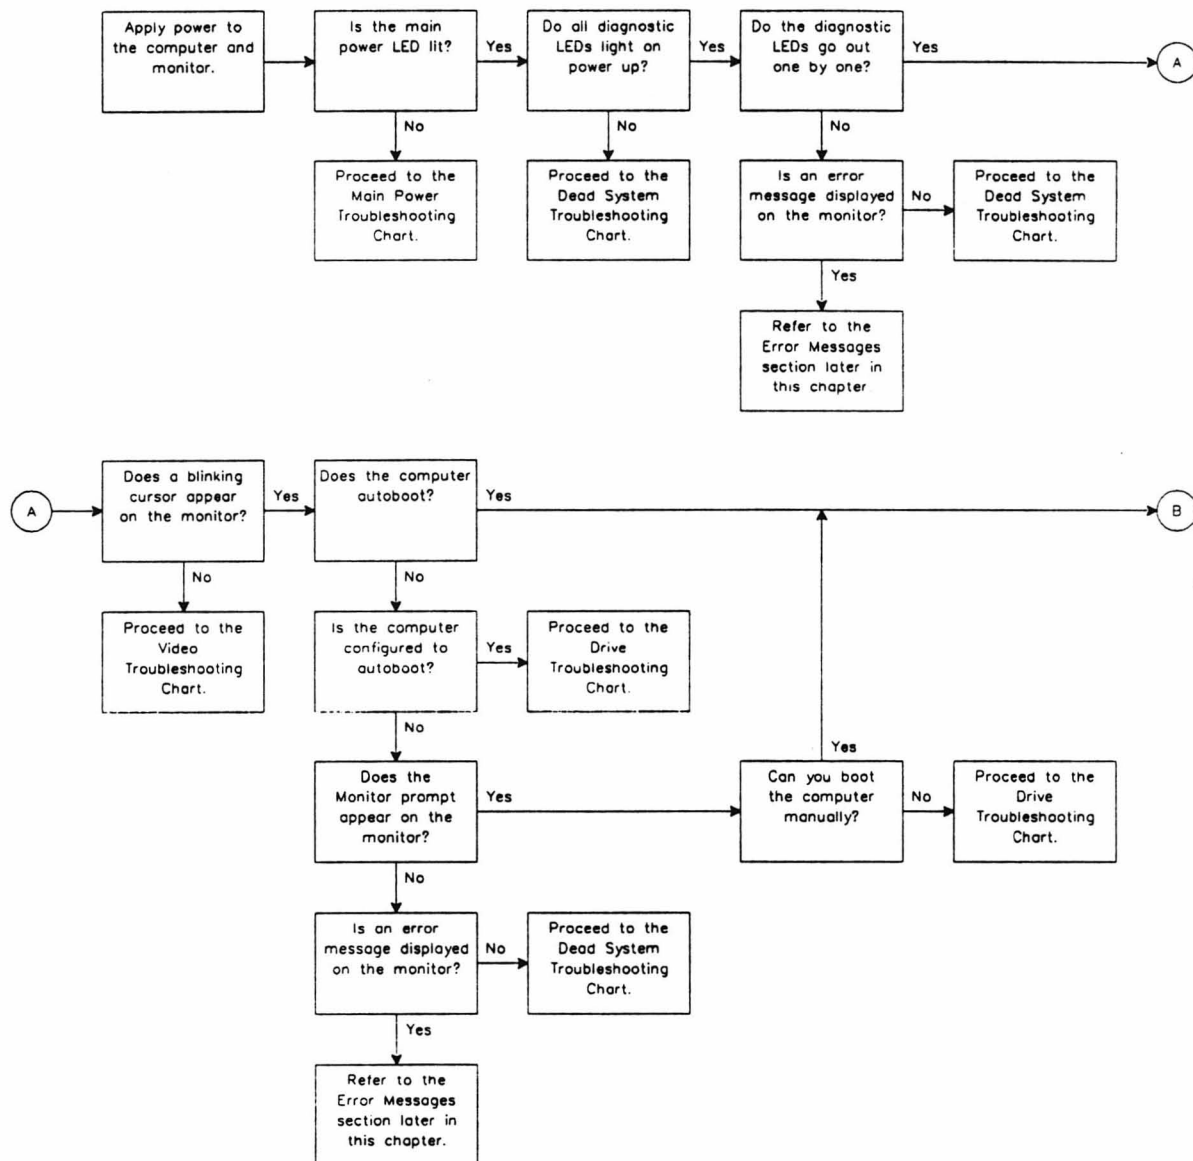 Apply power to
the computer and
monitor.
Is the main
power LED lit?
Yes
Do all diagnostic
LEDs light on
power up?
Yes
Do the diagnostic
LEDs go out
one by one?
Yes
A
No
No
No
Proceed to the
Main Power
Troubleshooting
Chart.
Proceed to the
Dead System
Troubleshooting
Chart.
Is an error
message displayed
on the monitor?
No
Proceed to the
Dead System
Troubleshooting
Chart.
Yes
Refer to the
Error Messages
section later in
this chapter
A
Does a blinking
cursor appear
on the monitor?
Yes
Does the computer
autoboot?
Yes
B
No
No
Proceed to the
Video
Troubleshooting
Chart.
Is the computer
configured to
autoboot?
Yes
Proceed to the
Drive
Troubleshooting
Chart.
No
Does the
Monitor prompt
appear on the
monitor?
Yes
Yes
Can you boot
the computer
manually?
No
Proceed to the
Drive
Troubleshooting
Chart.
No
Is an error
message displayed
on the monitor?
No
Proceed to the
Dead System
Troubleshooting
Chart.
Yes
Refer to the
Error Messages
section later in
this chapter.